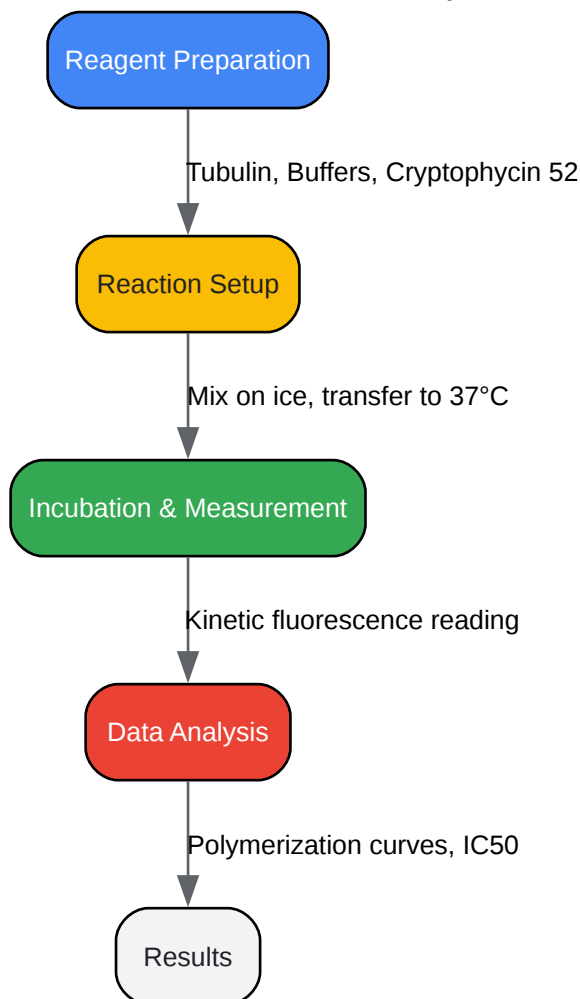 Reagent Preparation
Tubulin, Buffers, Cryptophycin 52
Reaction Setup
Mix on ice, transfer to 37°C
Incubation & Measurement
Kinetic fluorescence reading
Data Analysis
Polymerization curves, IC50
Results